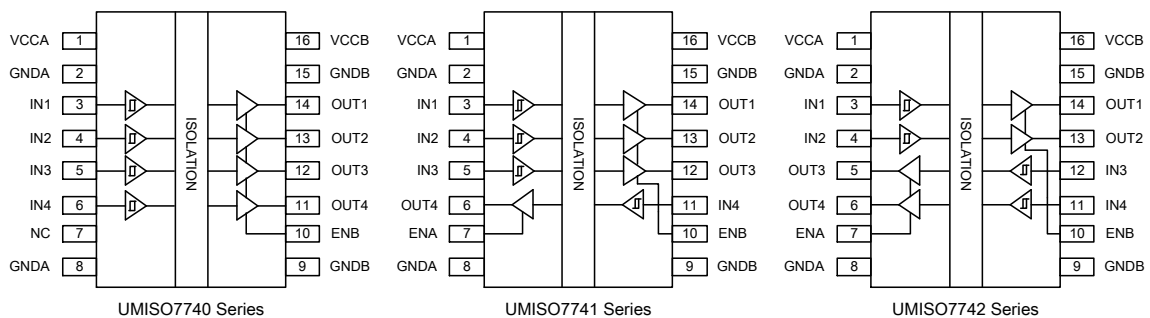 VCCA 1 16 VCCB
GNDA 2 15 GNDB
IN1 3 14 OUT1
IN2 4 13 OUT2
IN3 5 12 OUT3
IN4 6 11 OUT4
NC 7 10 ENB
GNDA 8 9 GNDB
ISOLATION
UMISO7740 Series
VCCA 1 16 VCCB
GNDA 2 15 GNDB
IN1 3 14 OUT1
IN2 4 13 OUT2
IN3 5 12 OUT3
OUT4 6 11 IN4
ENA 7 10 ENB
GNDA 8 9 GNDB
ISOLATION
UMISO7741 Series
VCCA 1 16 VCCB
GNDA 2 15 GNDB
IN1 3 14 OUT1
IN2 4 13 OUT2
OUT3 5 12 IN3
OUT4 6 11 IN4
ENA 7 10 ENB
GNDA 8 9 GNDB
ISOLATION
UMISO7742 Series